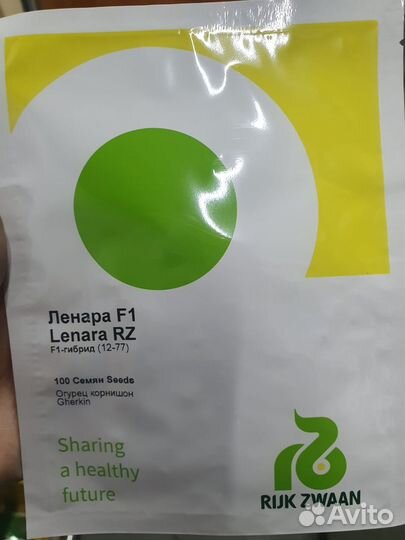 Ленара F1
Lenara RZ
F1-гибрид (12-77)
100 Семян Seeds
Огурец корнишон
Gherkin
Sharing
a healthy
future
RIJK ZWAAN
Avito